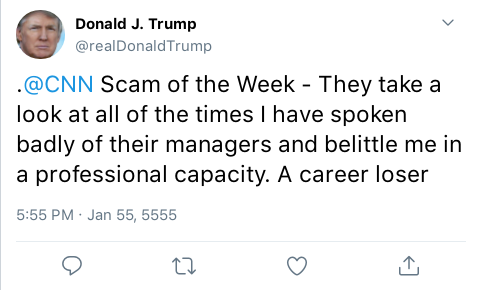 Donald J. Trump
@realDonaldTrump
.@CNN Scam of the Week - They take a
look at all of the times I have spoken
badly of their managers and belittle me in
a professional capacity. A career loser
5:55 PM · Jan 55, 5555